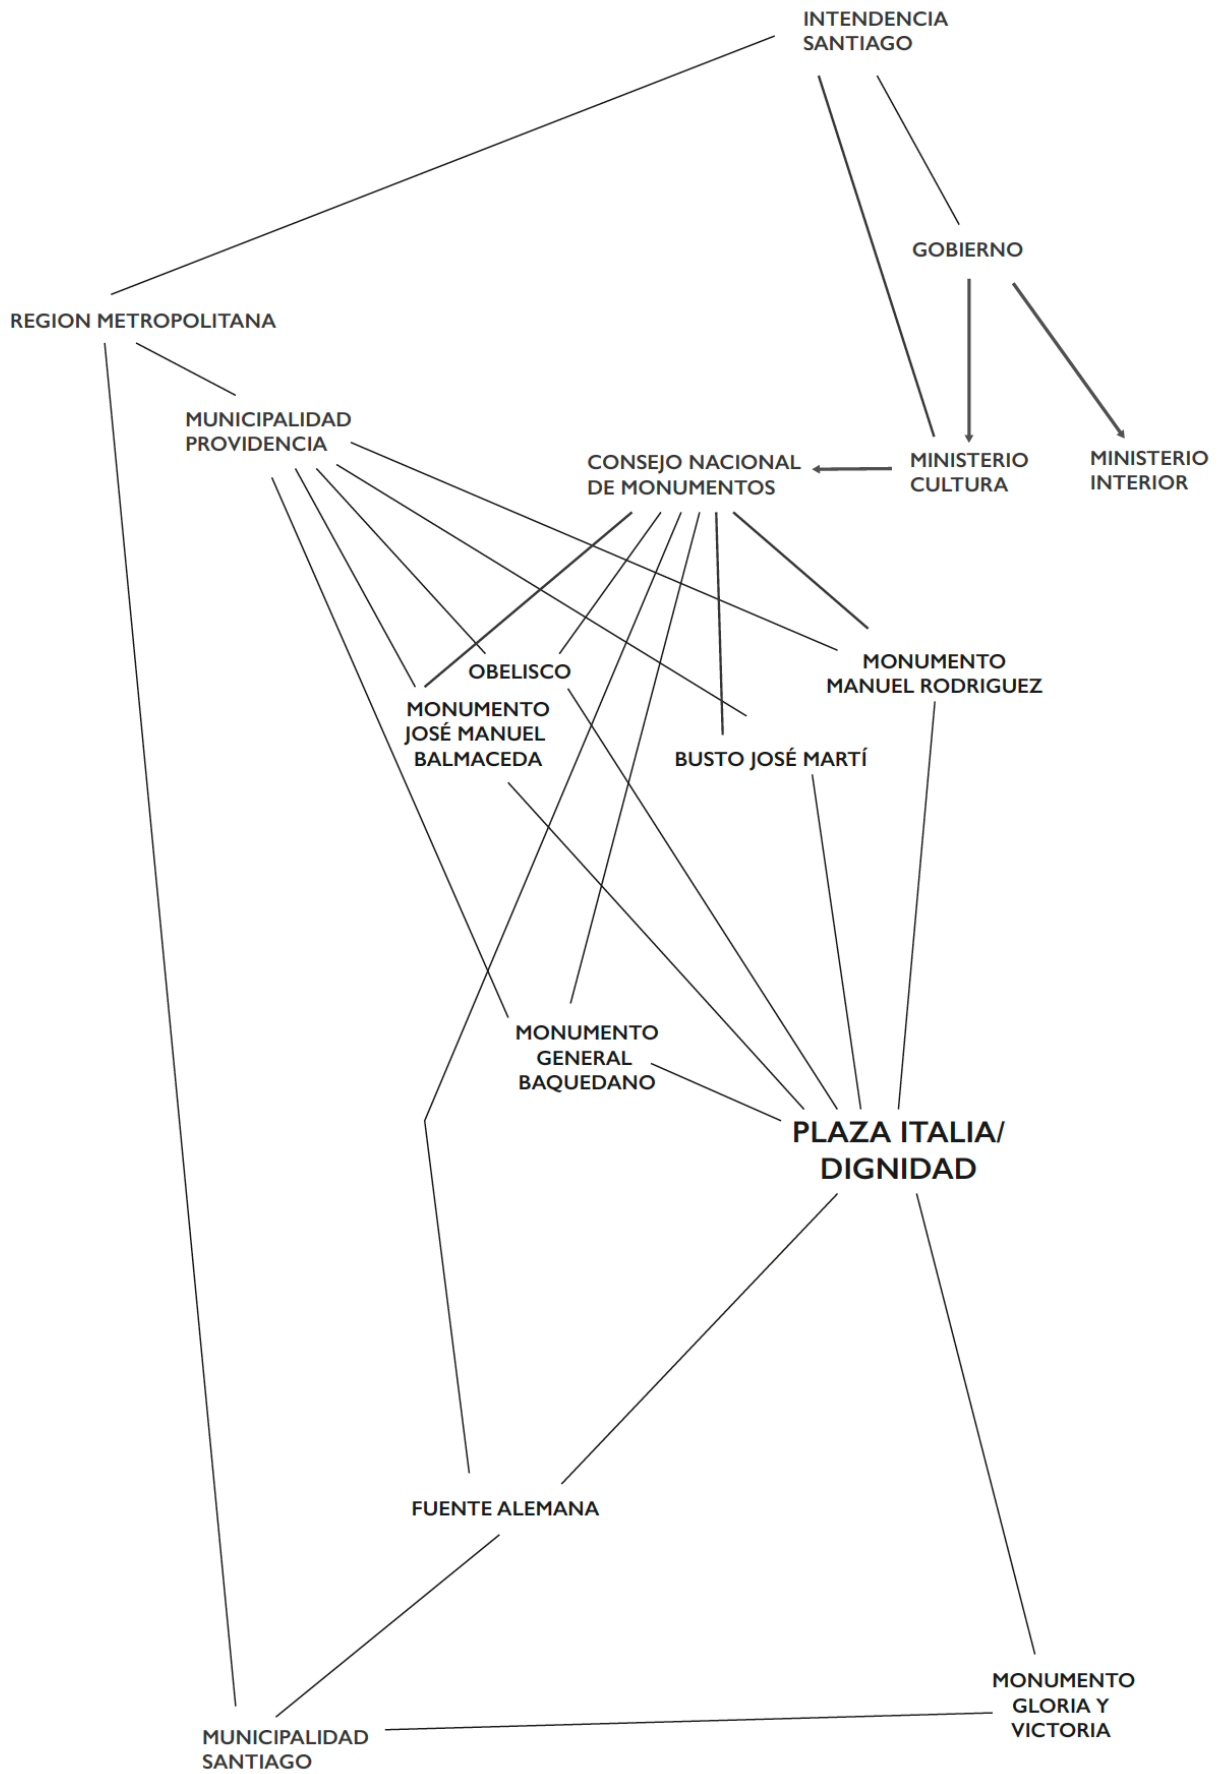 INTENDENCIA
SANTIAGO
GOBIERNO
REGION METROPOLITANA
MUNICIPALIDAD
PROVIDENCIA
CONSEJO NACIONAL
DE MONUMENTOS
MINISTERIO
CULTURA
MINISTERIO
INTERIOR
OBELISCO
MONUMENTO
MANUEL RODRIGUEZ
MONUMENTO
JOSÉ MANUEL
BALMACEDA
BUSTO JOSÉ MARTÍ
MONUMENTO
GENERAL
BAQUEDANO
PLAZA ITALIA/
DIGNIDAD
FUENTE ALEMANA
MONUMENTO
GLORIA Y
VICTORIA
MUNICIPALIDAD
SANTIAGO